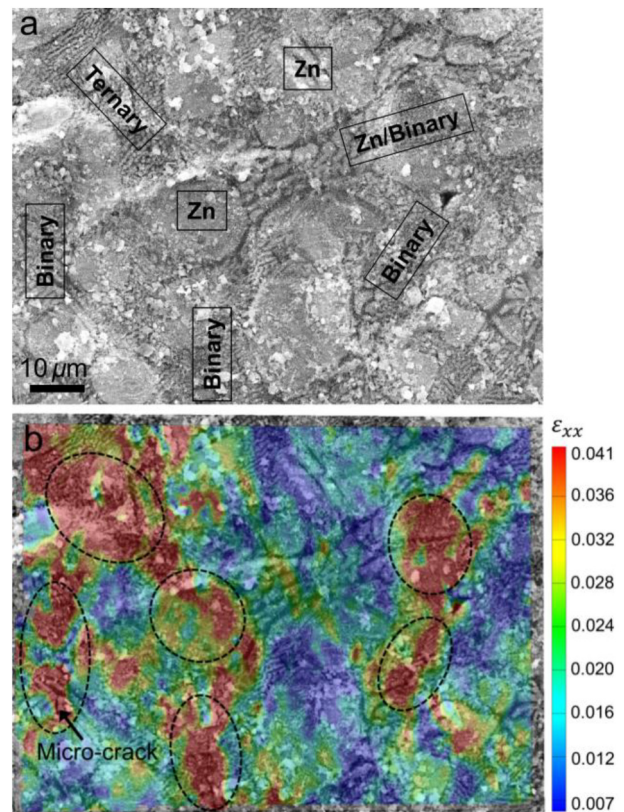 a
Ternary
Zn
Zn/Binary
Zn
Binary
Binary
Binary
10 µm
b
εxx
0.041
0.036
0.032
0.028
0.024
0.020
0.016
0.012
0.007
Micro-crack